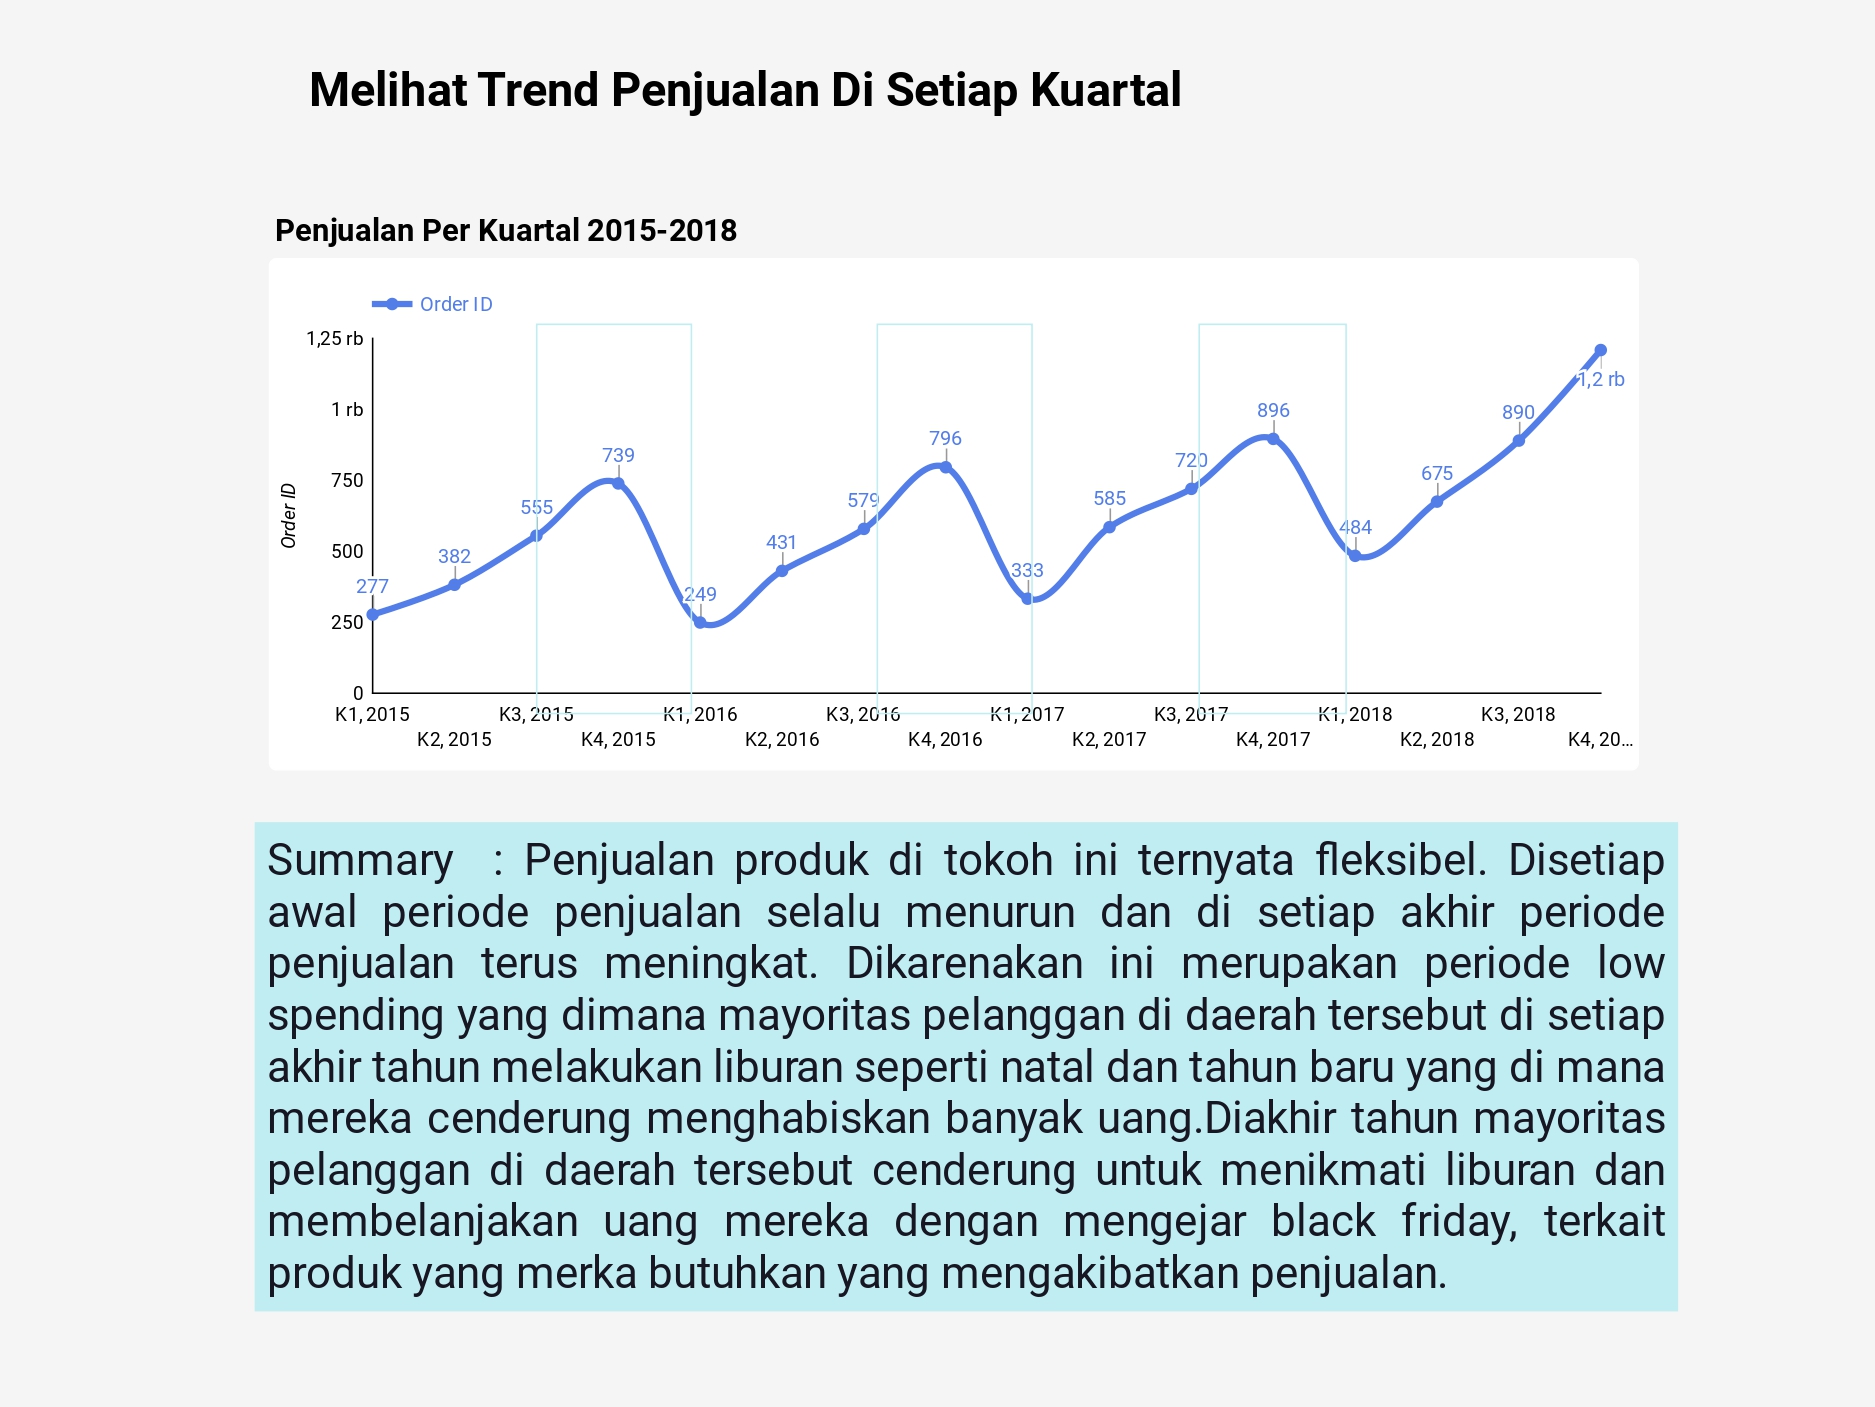 Melihat Trend Penjualan Di Setiap Kuartal
Penjualan Per Kuartal 2015-2018
Order ID
1,25 rb
1 rb
750
500
250
0
Order ID
277
382
555
739
249
431
579
796
333
585
720
896
484
675
890
1,2 rb
K1, 2015
K2, 2015
K3, 2015
K4, 2015
K1, 2016
K2, 2016
K3, 2016
K4, 2016
K1, 2017
K2, 2017
K3, 2017
K4, 2017
K1, 2018
K2, 2018
K3, 2018
K4, 20...
Summary : Penjualan produk di tokoh ini ternyata fleksibel. Disetiap
awal periode penjualan selalu menurun dan di setiap akhir periode
penjualan terus meningkat. Dikarenakan ini merupakan periode low
spending yang dimana mayoritas pelanggan di daerah tersebut di setiap
akhir tahun melakukan liburan seperti natal dan tahun baru yang di mana
mereka cenderung menghabiskan banyak uang.Diakhir tahun mayoritas
pelanggan di daerah tersebut cenderung untuk menikmati liburan dan
membelanjakan uang mereka dengan mengejar black friday, terkait
produk yang merka butuhkan yang mengakibatkan penjualan.